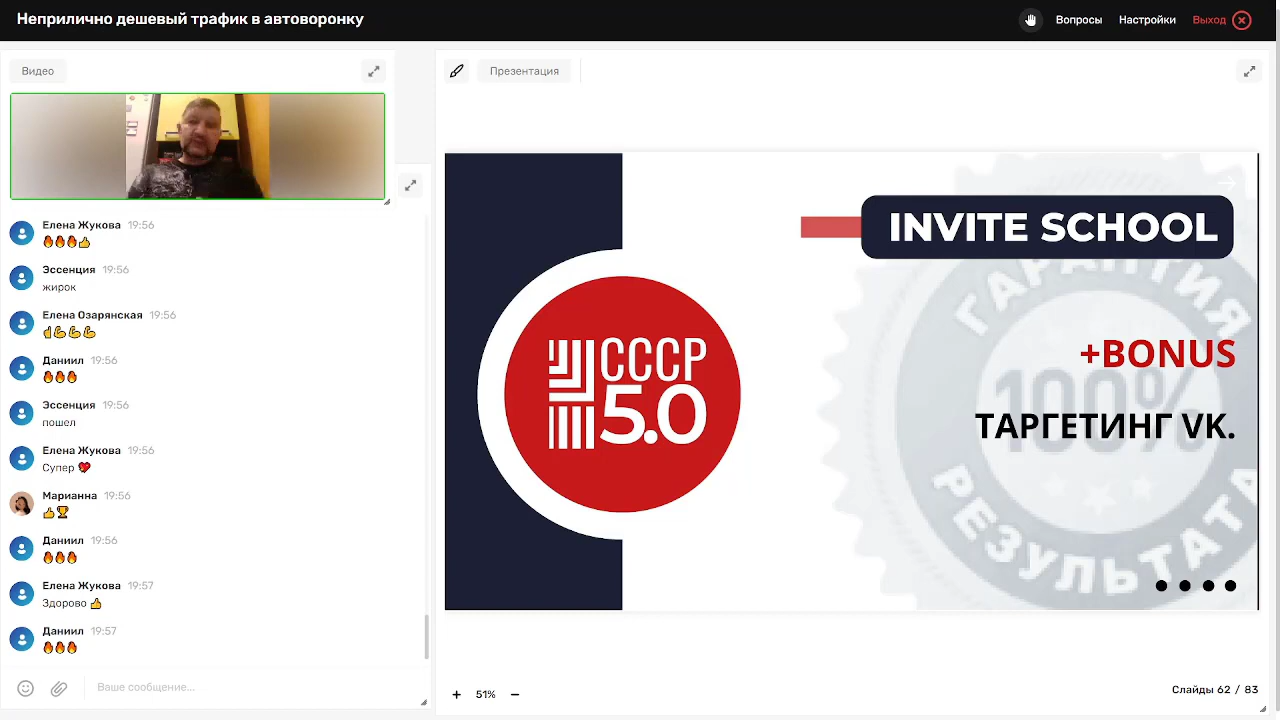 Неприлично дешевый трафик в автоворонку
Вопросы
Настройки
Выход
Видео
Елена Жукова 19:56
🔥🔥🔥👍
Эссенция 19:56
жирок
Елена Озарянская 19:56
☝💪💪💪
Даниил 19:56
🔥🔥🔥
Эссенция 19:56
пошел
Елена Жукова 19:56
Супер ❤️
Марианна 19:56
👍🏆
Даниил 19:56
🔥🔥🔥
Елена Жукова 19:57
Здорово 👍
Даниил 19:57
🔥🔥🔥
Ваше сообщение...
Презентация
INVITE SCHOOL
СССР
5.0
ГАРАНТИЯ
100%
РЕЗУЛЬТАТА
+BONUS
ТАРГЕТИНГ VK.
+ 51% −
Слайды 62 / 83